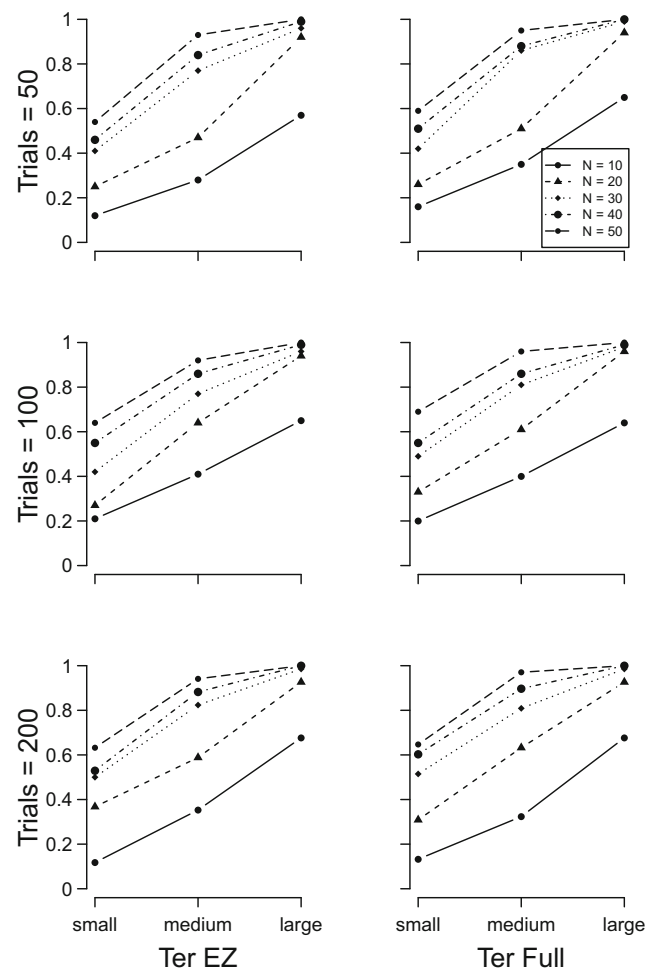 1
0.8
0.6
0.4
0.2
0
Trials = 50
N = 10
N = 20
N = 30
N = 40
N = 50
1
0.8
0.6
0.4
0.2
0
Trials = 100
1
0.8
0.6
0.4
0.2
0
Trials = 200
small medium large
small medium large
Ter EZ
Ter Full